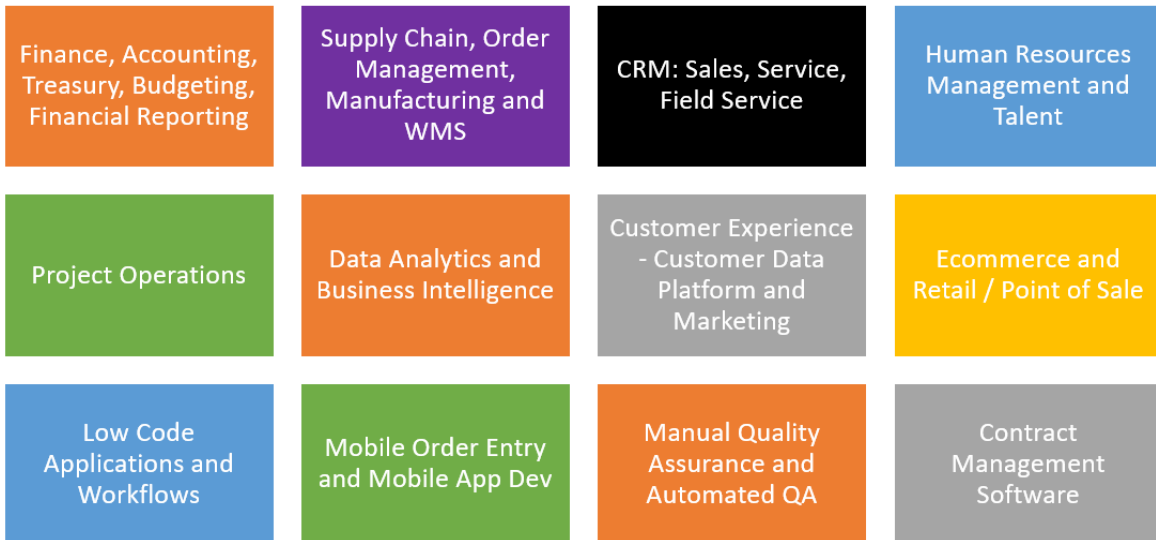 Finance, Accounting,
Treasury, Budgeting,
Financial Reporting
Supply Chain, Order
Management,
Manufacturing and
WMS
CRM: Sales, Service,
Field Service
Human Resources
Management and
Talent
Project Operations
Data Analytics and
Business Intelligence
Customer Experience
- Customer Data
Platform and
Marketing
Ecommerce and
Retail / Point of Sale
Low Code
Applications and
Workflows
Mobile Order Entry
and Mobile App Dev
Manual Quality
Assurance and
Automated QA
Contract
Management
Software